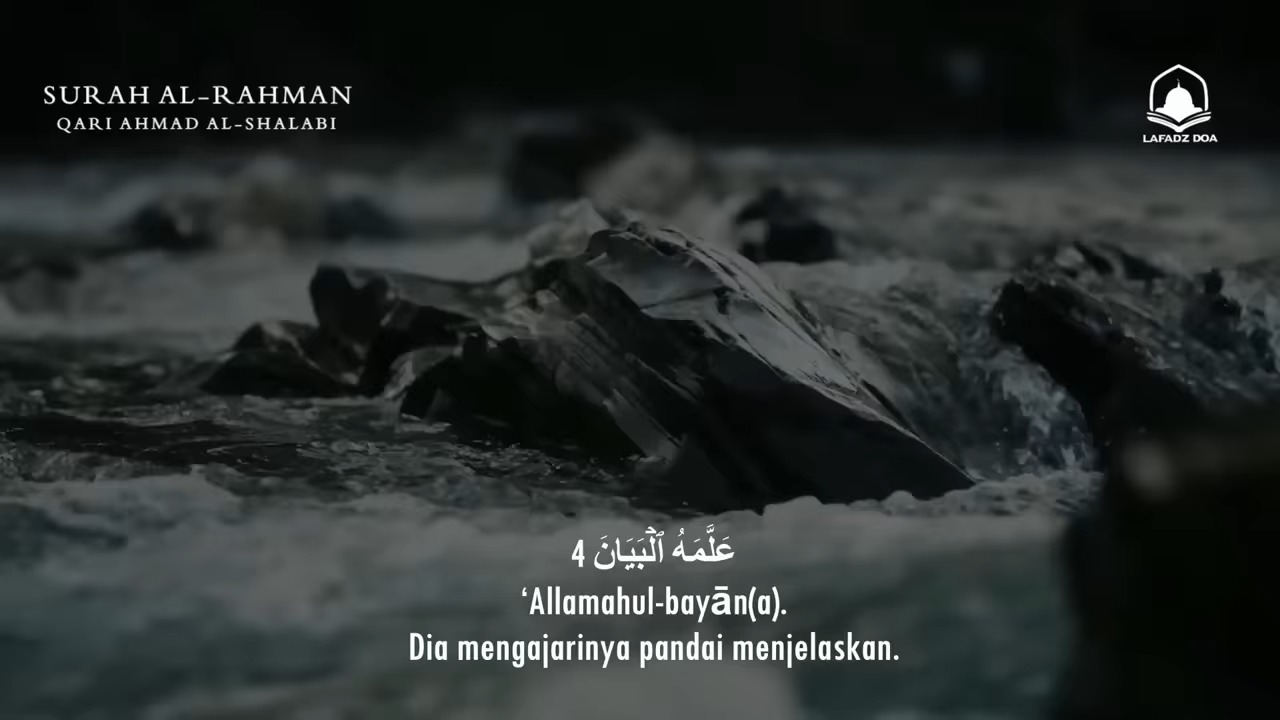 SURAH AL-RAHMAN
QARI AHMAD AL-SHALABI
LAFADZ DOA
عَلَّمَهُ ٱلْبَيَانَ 4
‘Allamahul-bayān(a).
Dia mengajarinya pandai menjelaskan.